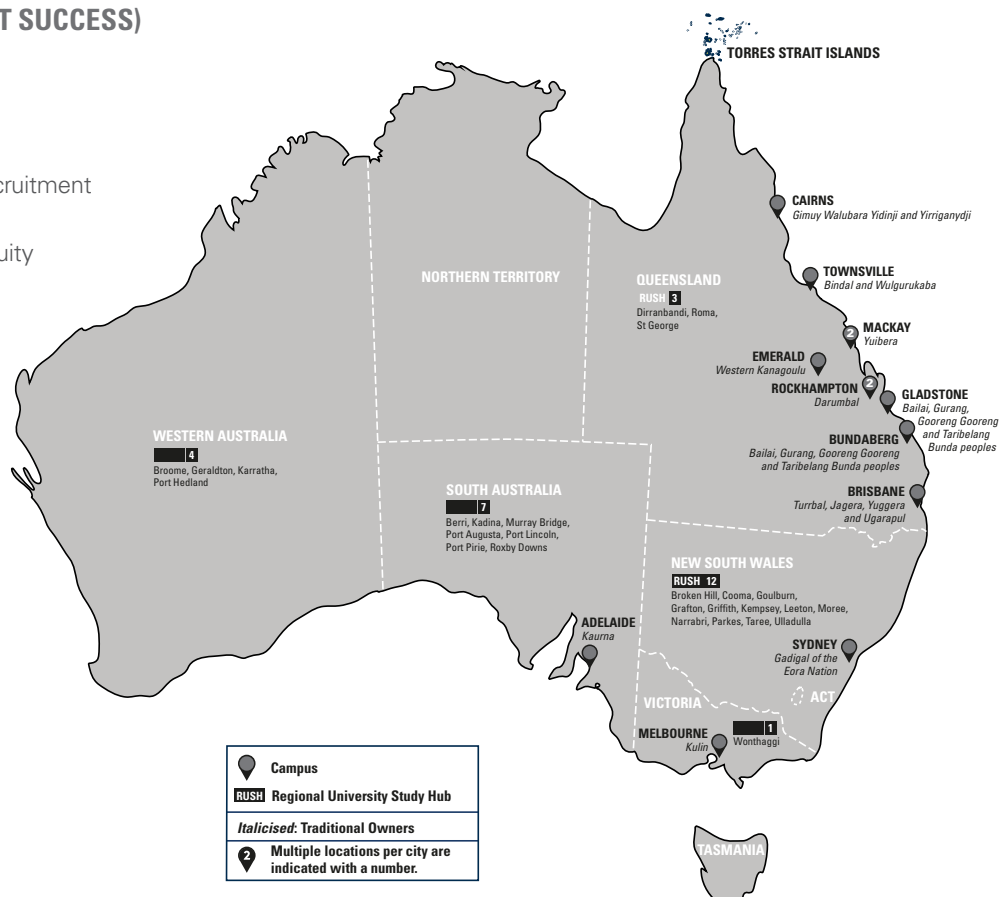 T SUCCESS)
cruitment
uity
TORRES STRAIT ISLANDS
CAIRNS
Gimuy Walubara Yidinji and Yirriganydji
TOWNSVILLE
Bindal and Wulgurukaba
2
MACKAY
Yuibera
EMERALD
Western Kanagoulu
ROCKHAMPTON
Darumbal
2
GLADSTONE
Bailai, Gurang,
Gooreng Gooreng
and Taribelang
Bunda peoples
BUNDABERG
Bailai, Gurang, Gooreng Gooreng
and Taribelang Bunda peoples
BRISBANE
Turrbal, Jagera, Yuggera
and Ugarapul
NORTHERN TERRITORY
QUEENSLAND
RUSH 3
Dirranbandi, Roma,
St George
WESTERN AUSTRALIA
4
Broome, Geraldton, Karratha,
Port Hedland
SOUTH AUSTRALIA
7
Berri, Kadina, Murray Bridge,
Port Augusta, Port Lincoln,
Port Pirie, Roxby Downs
NEW SOUTH WALES
RUSH 12
Broken Hill, Cooma, Goulburn,
Grafton, Griffith, Kempsey, Leeton, Moree,
Narrabri, Parkes, Taree, Ulladulla
ADELAIDE
Kaurna
SYDNEY
Gadigal of the
Eora Nation
ACT
VICTORIA
MELBOURNE
Kulin
1
Wonthaggi
TASMANIA
Campus
RUSH Regional University Study Hub
Italicised: Traditional Owners
2 Multiple locations per city are
indicated with a number.